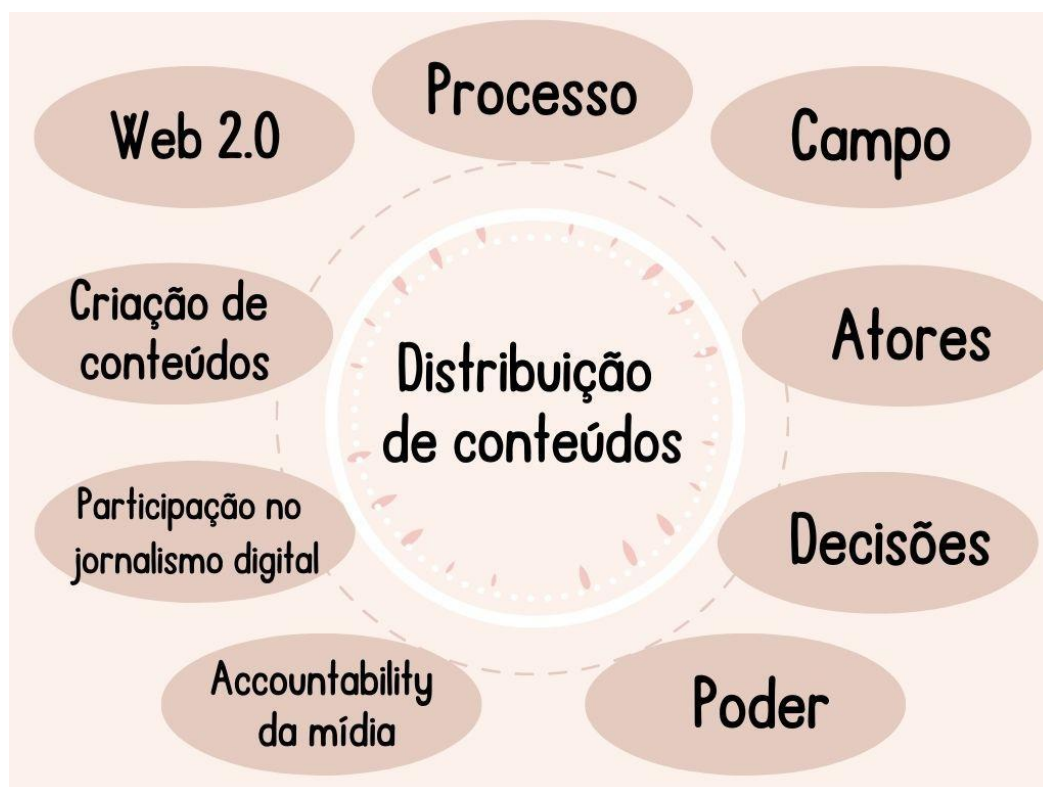 Processo
Web 2.0
Campo
Criação de
conteúdos
Atores
Distribuição
de conteúdos
Participação no
jornalismo digital
Decisões
Accountability
da mídia
Poder